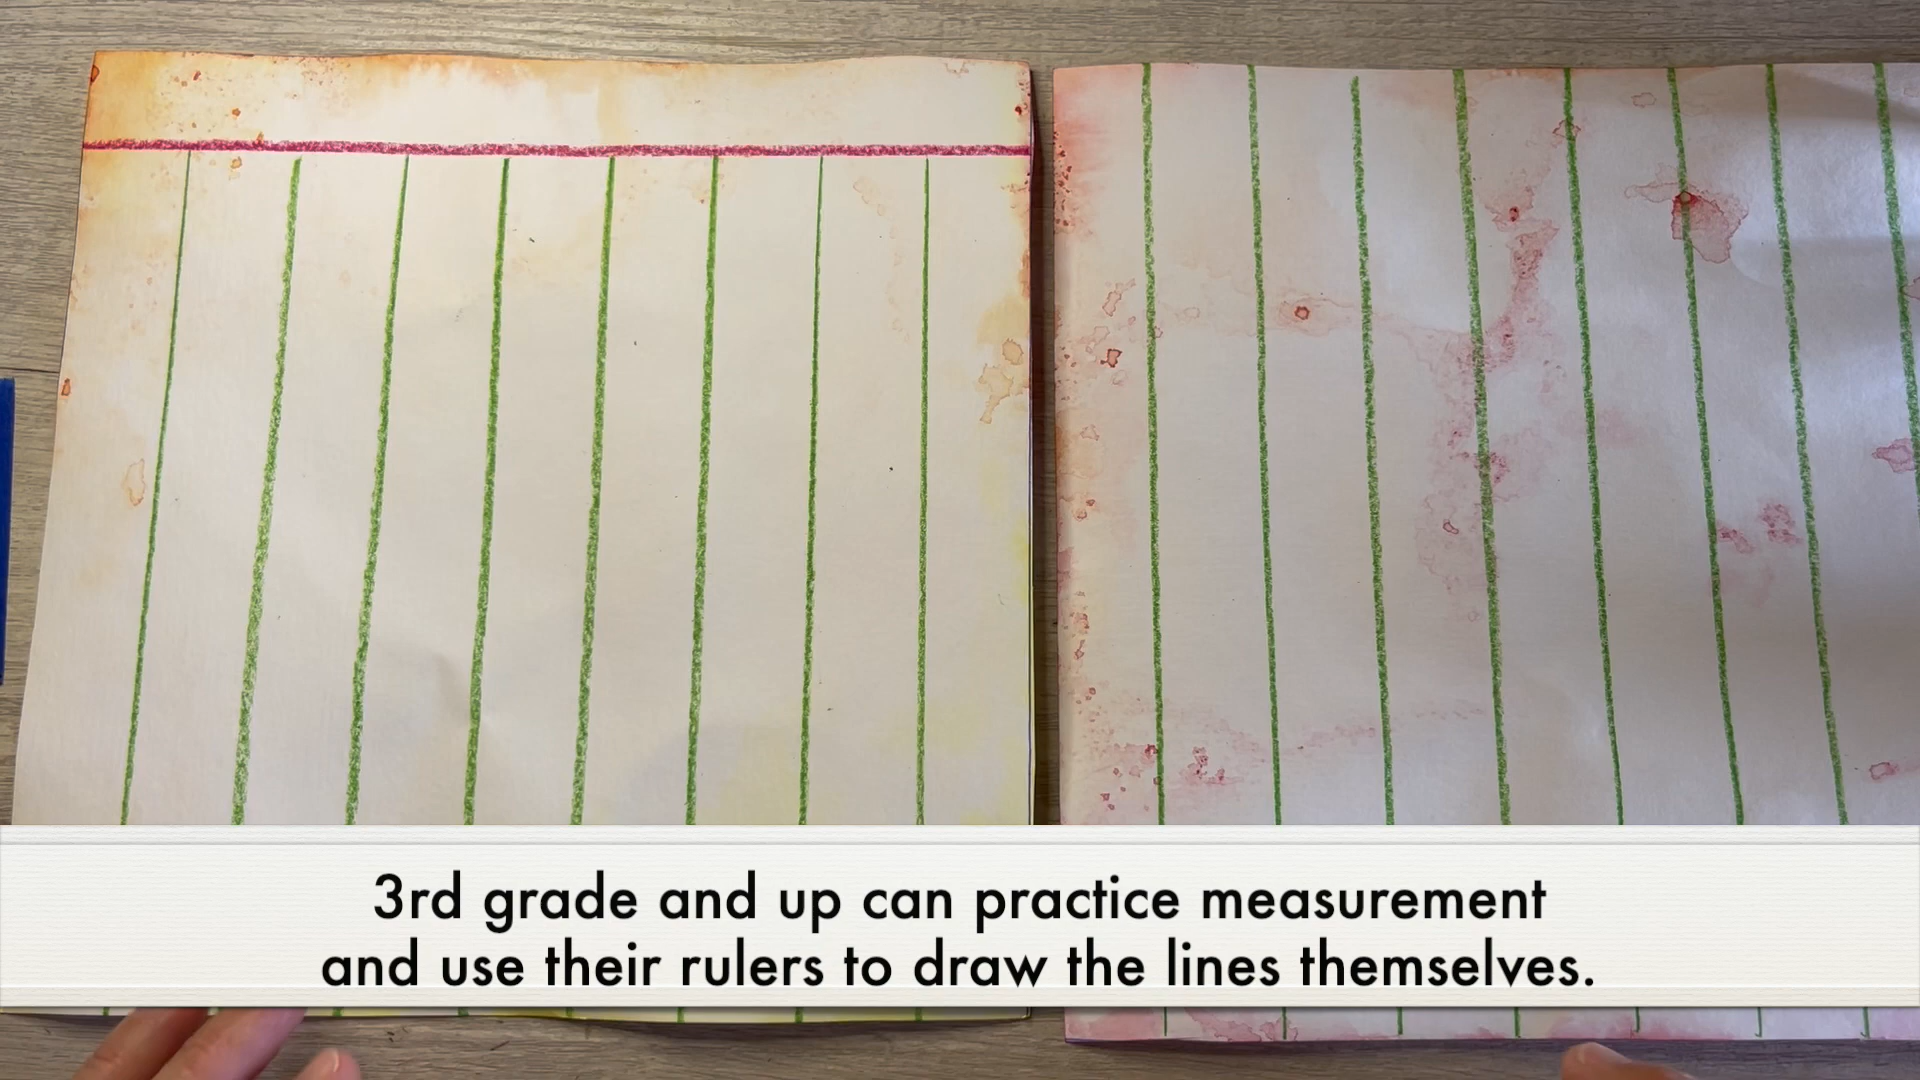 3rd grade and up can practice measurement
and use their rulers to draw the lines themselves.